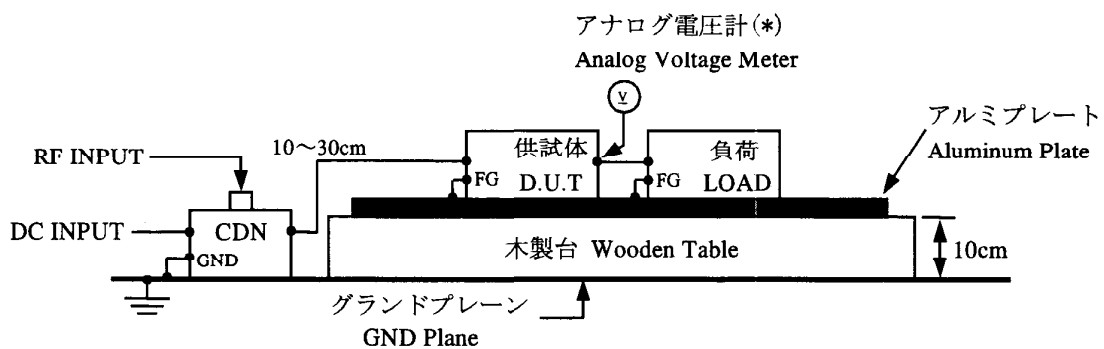 アナログ電圧計(*)
Analog Voltage Meter
V
アルミプレート
Aluminum Plate
RF INPUT
10~30cm
供試体
D.U.T
FG
負荷
LOAD
FG
DC INPUT
CDN
GND
木製台 Wooden Table
10cm
グランドプレーン
GND Plane